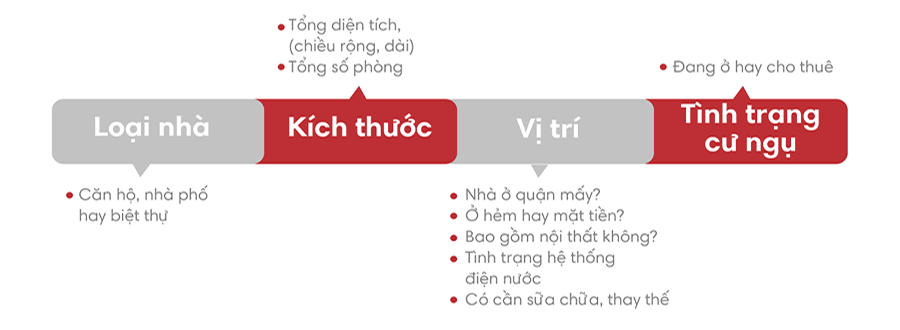 • Tổng diện tích,
(chiều rộng, dài)
• Tổng số phòng
• Đang ở hay cho thuê
Loại nhà
Kích thước
Vị trí
Tình trạng
cư ngụ
• Căn hộ, nhà phố
hay biệt thự
• Nhà ở quận mấy?
• Ở hẻm hay mặt tiền?
• Bao gồm nội thất không?
• Tình trạng hệ thống
điện nước
• Có cần sữa chữa, thay thế